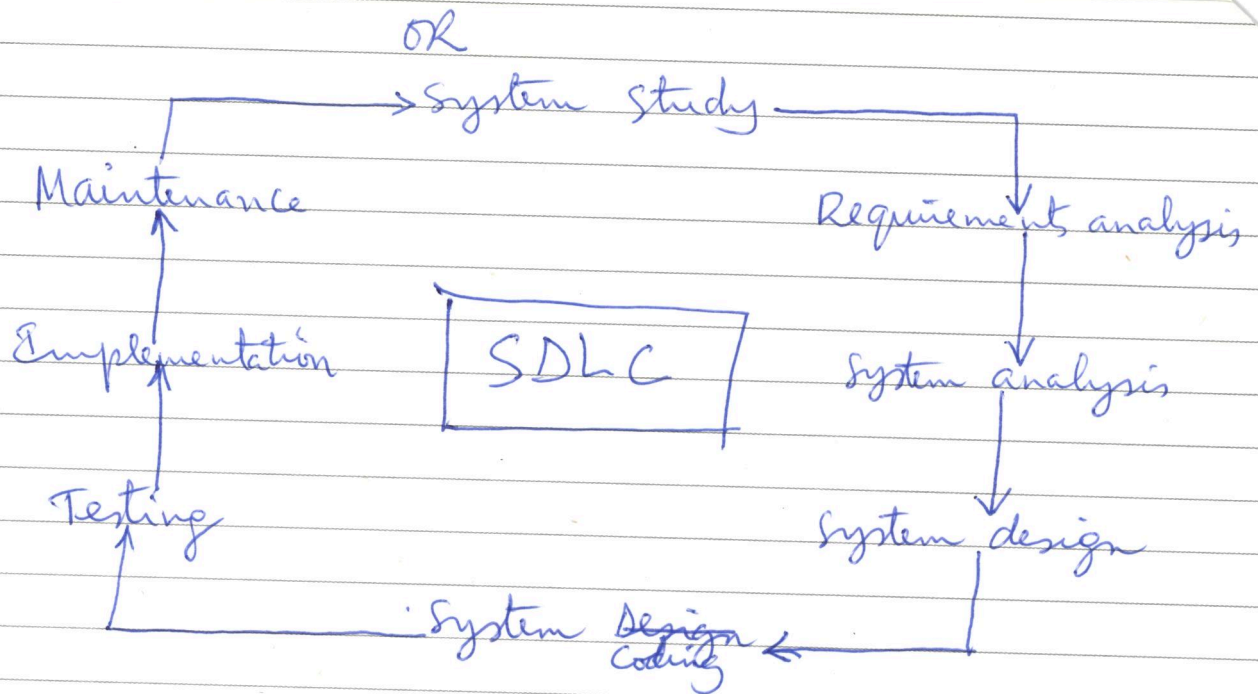 OR
System Study
Maintenance
Requirements analysis
Implementation
SDLC
System analysis
Testing
System design
System Design
Coding